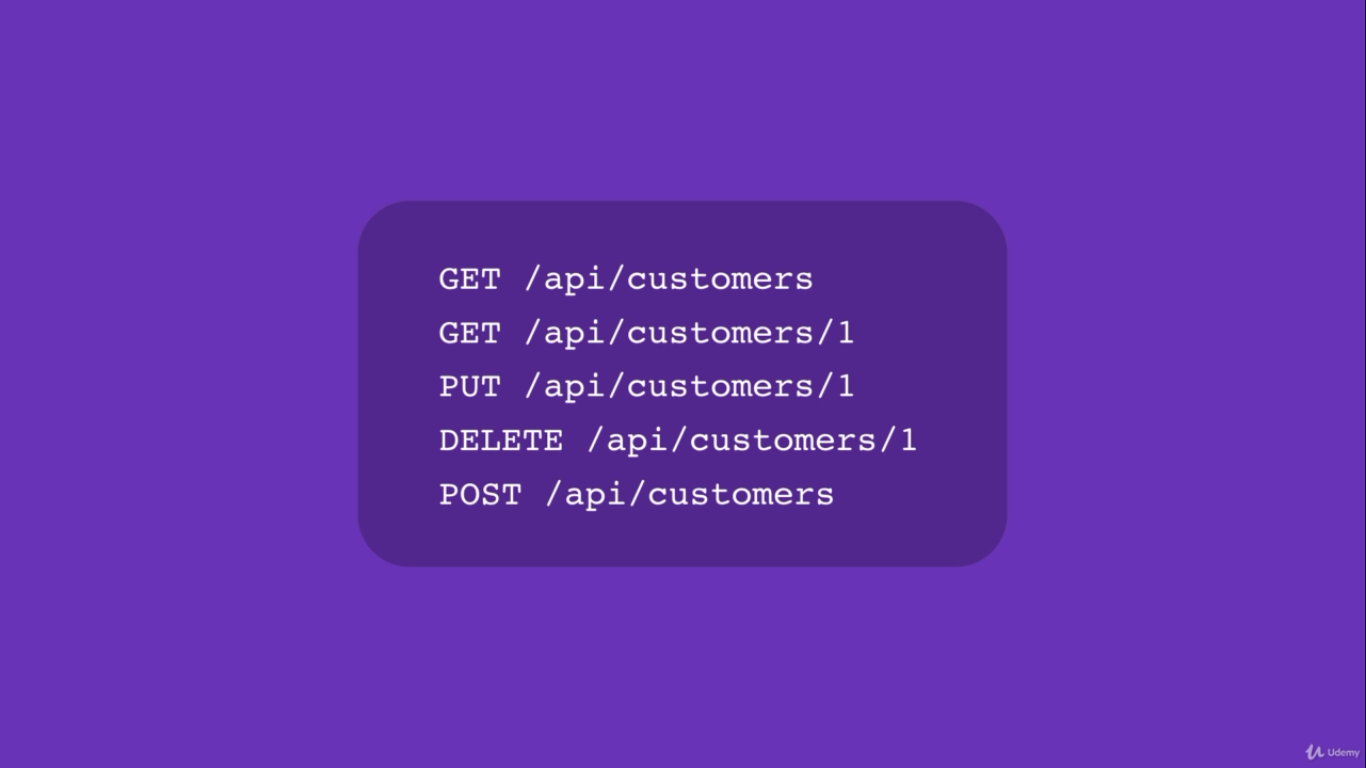 GET /api/customers
GET /api/customers/1
PUT /api/customers/1
DELETE /api/customers/1
POST /api/customers
Udemy